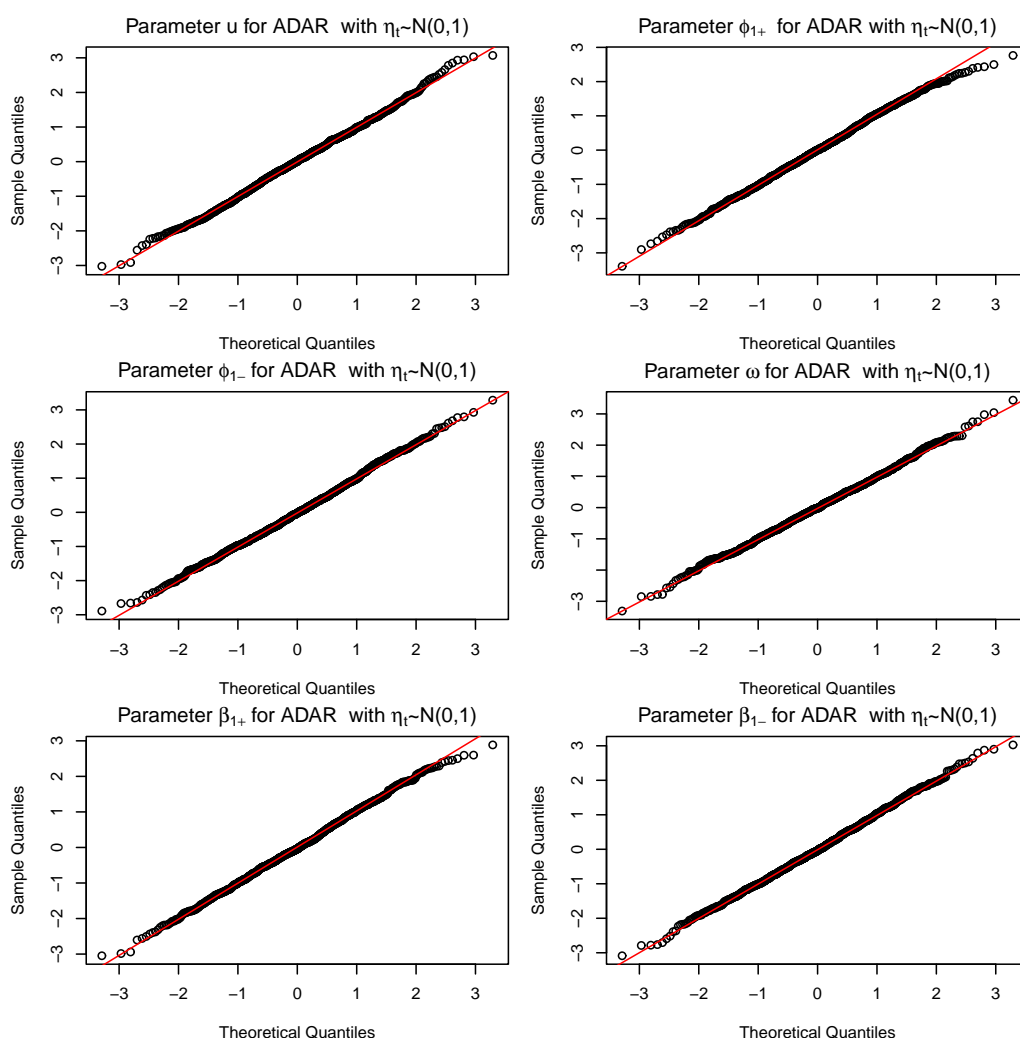 Parameter u for ADAR with ηt~N(0,1)
3
2
1
0
−1
−2
−3
Sample Quantiles
−3 −2 −1 0 1 2 3
Theoretical Quantiles
Parameter ϕ1+ for ADAR with ηt~N(0,1)
3
2
1
0
−1
−2
−3
Sample Quantiles
−3 −2 −1 0 1 2 3
Theoretical Quantiles
Parameter ϕ1− for ADAR with ηt~N(0,1)
3
2
1
0
−1
−2
−3
Sample Quantiles
−3 −2 −1 0 1 2 3
Theoretical Quantiles
Parameter ω for ADAR with ηt~N(0,1)
3
2
1
0
−1
−2
−3
Sample Quantiles
−3 −2 −1 0 1 2 3
Theoretical Quantiles
Parameter β1+ for ADAR with ηt~N(0,1)
3
2
1
0
−1
−2
−3
Sample Quantiles
−3 −2 −1 0 1 2 3
Theoretical Quantiles
Parameter β1− for ADAR with ηt~N(0,1)
3
2
1
0
−1
−2
−3
Sample Quantiles
−3 −2 −1 0 1 2 3
Theoretical Quantiles